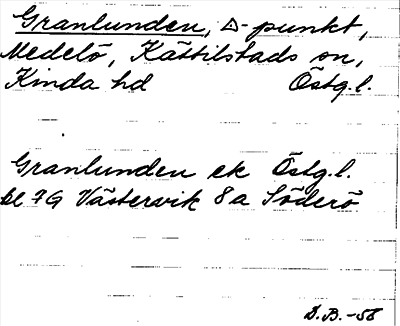 Granlunden, △-punkt,
Medelö, Kättilstads sn,
Kinda hd Östg.l.
Granlunden ek Östg.l.
bl 7G Västervik 8a Söderö
D.B.-58